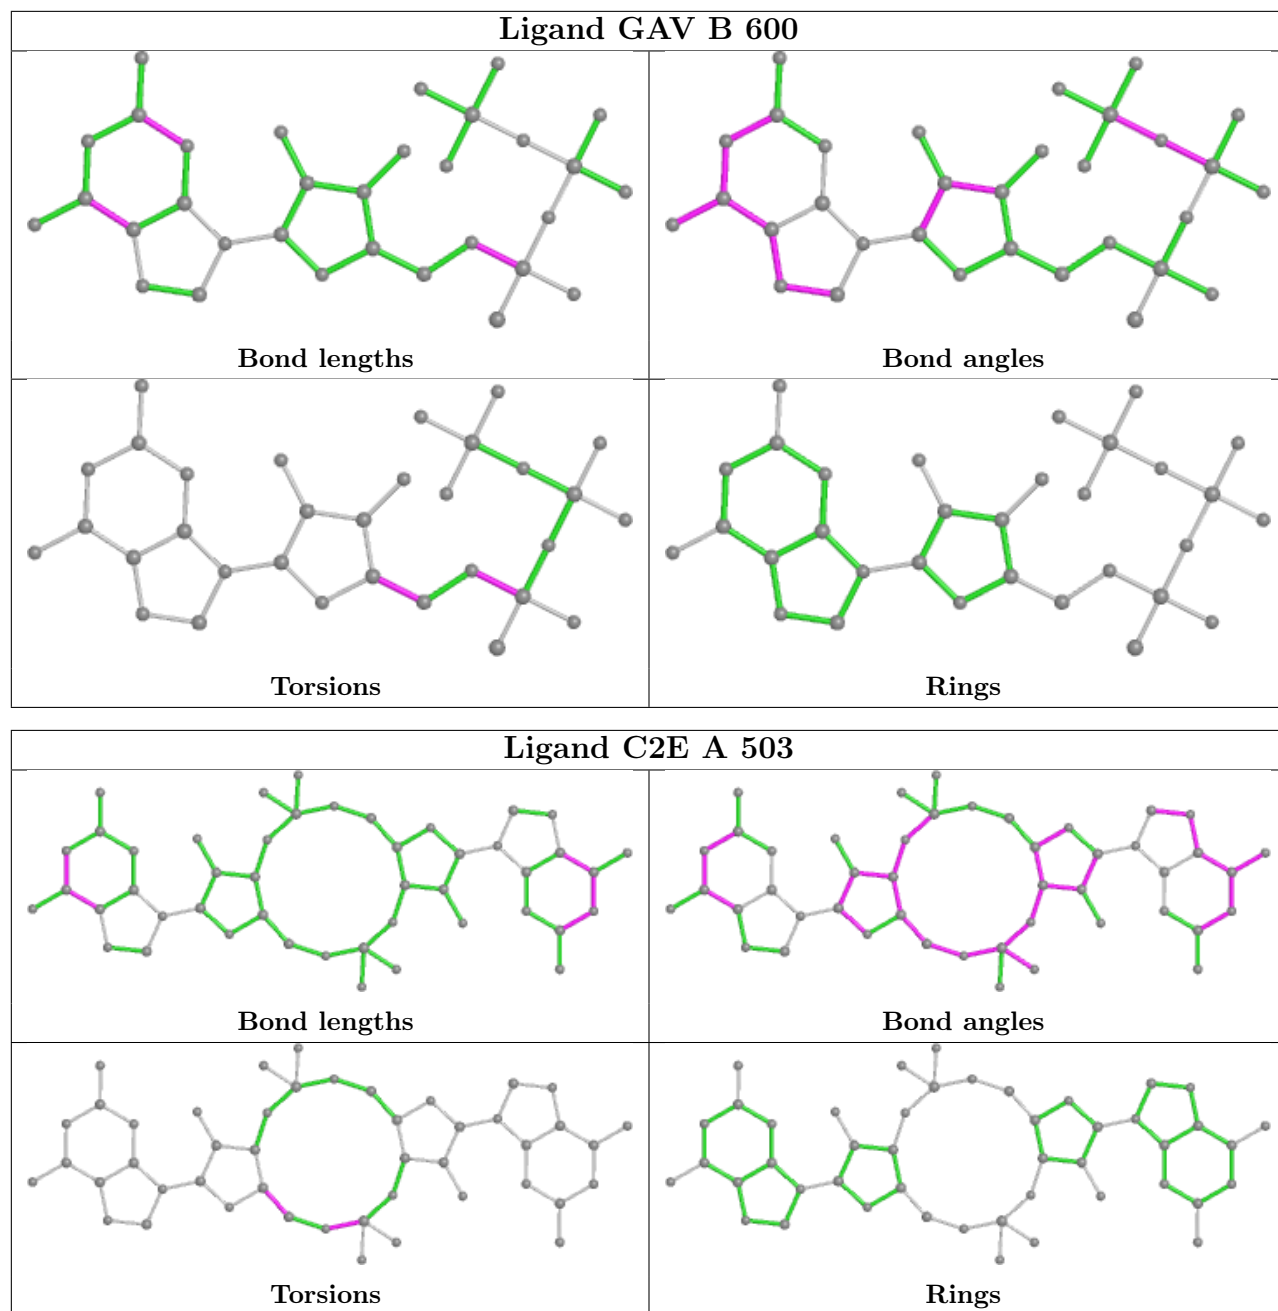 Ligand GAV B 600
Bond lengths
Bond angles
Torsions
Rings
Ligand C2E A 503
Bond lengths
Bond angles
Torsions
Rings